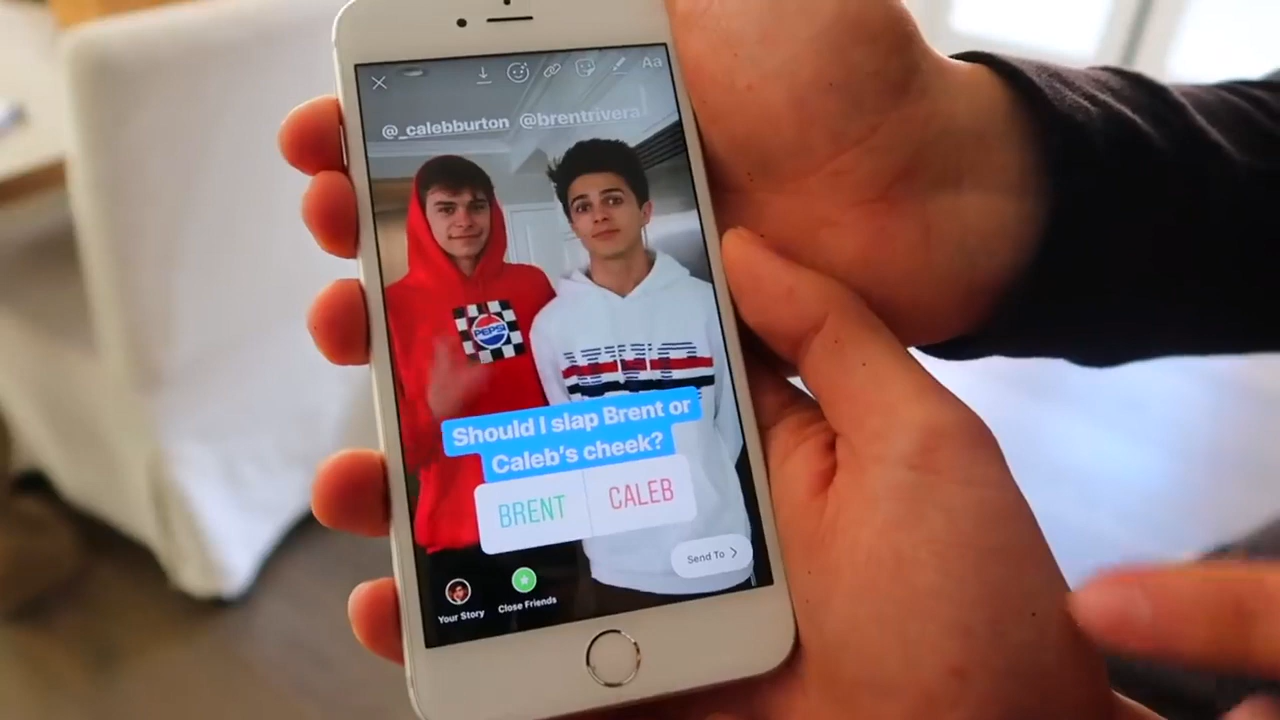 Aa
@_calebburton @brentrivera
PEPSI
Should I slap Brent or
Caleb's cheek?
BRENT CALEB
Send To
Your Story Close Friends